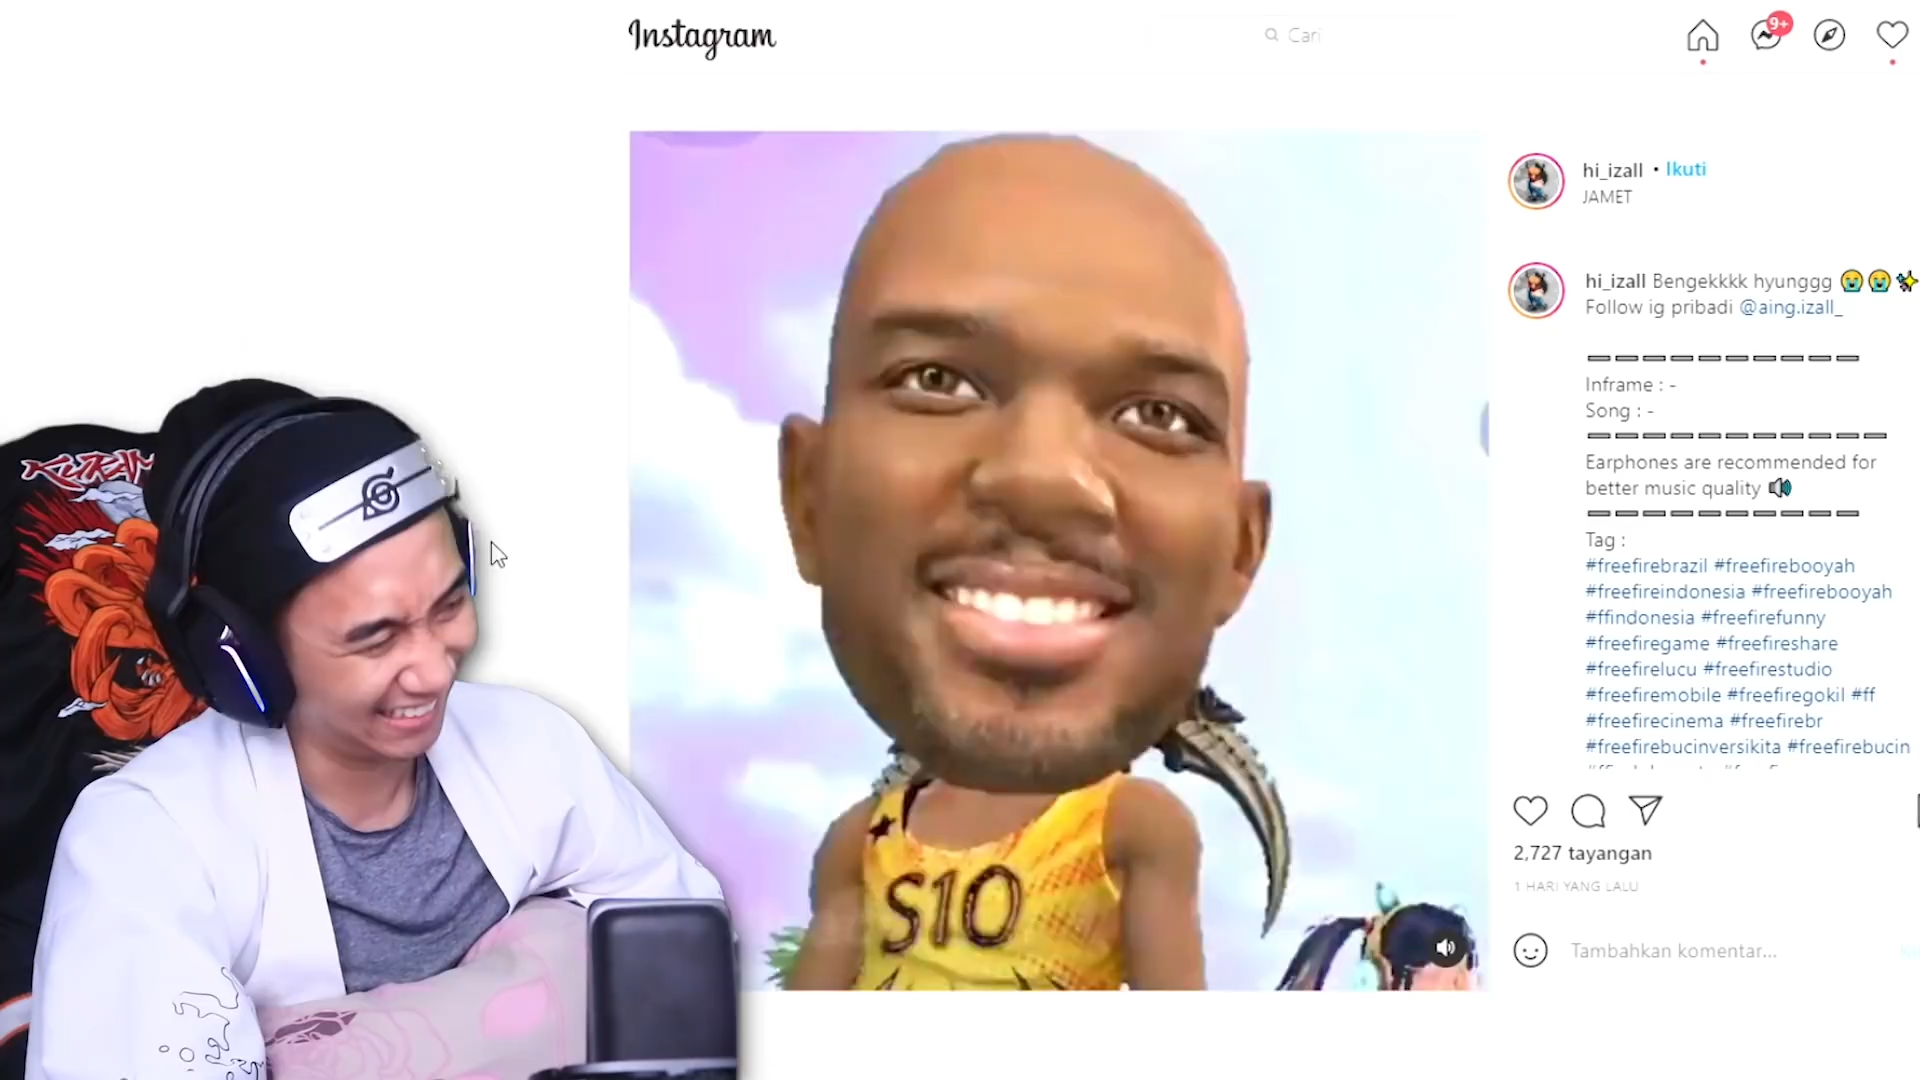 Instagram
Cari
9+
hi_izall • Ikuti
JAMET
hi_izall Bengekkkk hyunggg 😭😭✨
Follow ig pribadi @aing.izall_
Inframe : -
Song : -
Earphones are recommended for
better music quality 🔊
Tag :
#freefirebrazil #freefirebooyah
#freefireindonesia #freefirebooyah
#ffindonesia #freefirefunny
#freefiregame #freefireshare
#freefirelucu #freefirestudio
#freefiremobile #freefiregokil #ff
#freefirecinema #freefirebr
#freefirebucinversikita #freefirebucin
2,727 tayangan
1 HARI YANG LALU
Tambahkan komentar...
S10